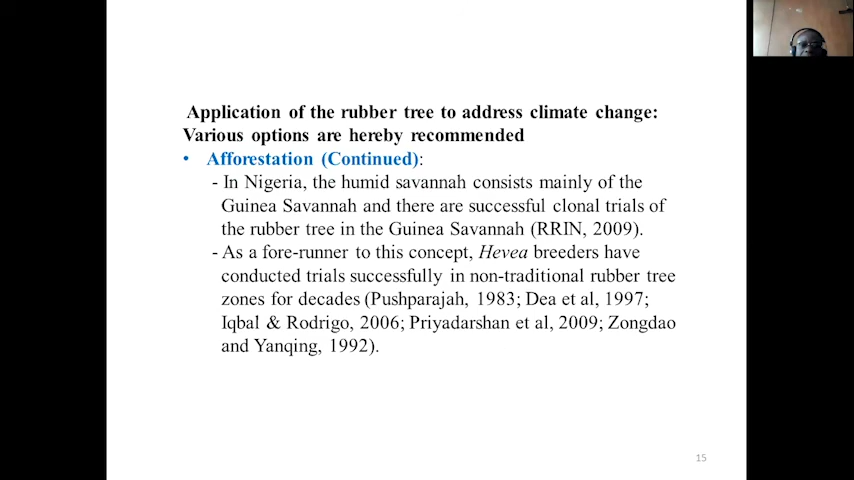 Application of the rubber tree to address climate change:
Various options are hereby recommended
• Afforestation (Continued):
- In Nigeria, the humid savannah consists mainly of the
Guinea Savannah and there are successful clonal trials of
the rubber tree in the Guinea Savannah (RRIN, 2009).
- As a fore-runner to this concept, Hevea breeders have
conducted trials successfully in non-traditional rubber tree
zones for decades (Pushparajah, 1983; Dea et al, 1997;
Iqbal & Rodrigo, 2006; Priyadarshan et al, 2009; Zongdao
and Yanqing, 1992).
15